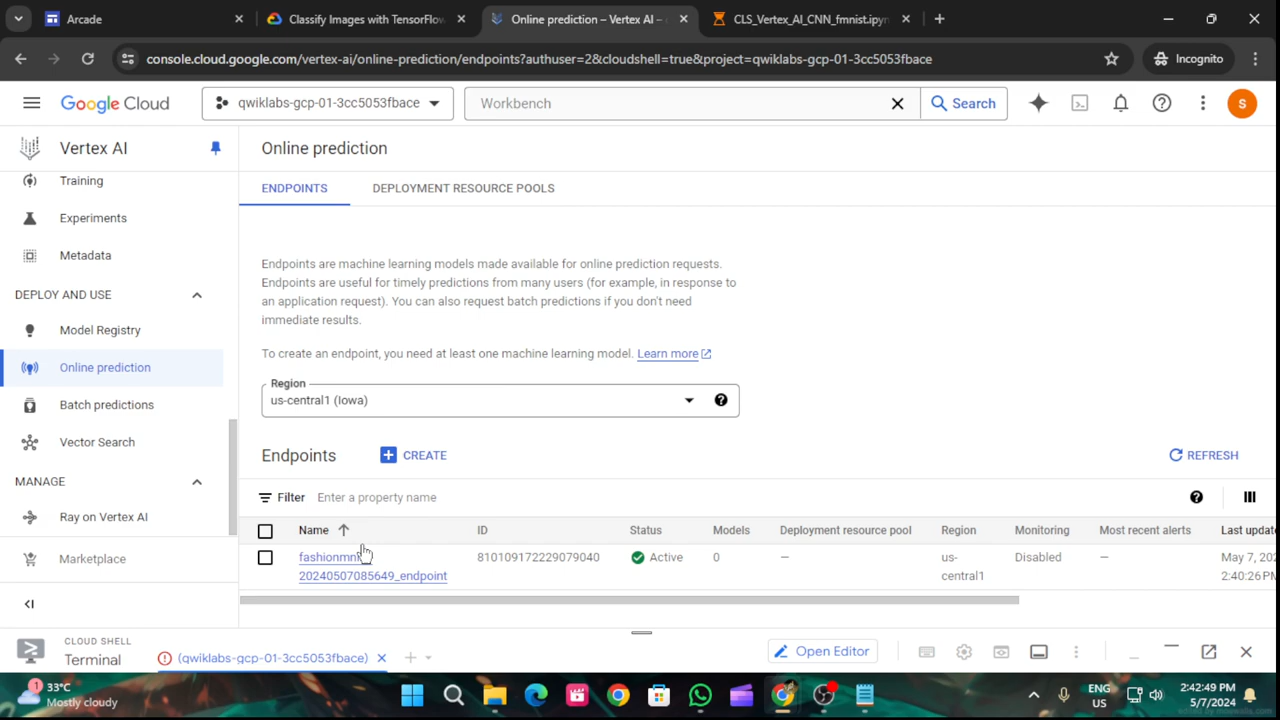 Arcade
Classify Images with TensorFlow
Online prediction – Vertex AI –
CLS_Vertex_AI_CNN_fmnist.ipyn
console.cloud.google.com/vertex-ai/online-prediction/endpoints?authuser=2&cloudshell=true&project=qwiklabs-gcp-01-3cc5053fbace
Incognito
Google Cloud
qwiklabs-gcp-01-3cc5053fbace
Workbench
Search
S
Vertex AI
Training
Experiments
Metadata
DEPLOY AND USE
Model Registry
Online prediction
Batch predictions
Vector Search
MANAGE
Ray on Vertex AI
Marketplace
Online prediction
ENDPOINTS
DEPLOYMENT RESOURCE POOLS
Endpoints are machine learning models made available for online prediction requests.
Endpoints are useful for timely predictions from many users (for example, in response to
an application request). You can also request batch predictions if you don't need
immediate results.
To create an endpoint, you need at least one machine learning model. Learn more
Region
us-central1 (Iowa)
Endpoints
CREATE
REFRESH
Filter Enter a property name
Name ID Status Models Deployment resource pool Region Monitoring Most recent alerts Last update
810109172229079040 Active 0 – us- Disabled – May 7, 202
20240507085649_endpoint central1 2:40:26 PM
CLOUD SHELL
Terminal
(qwiklabs-gcp-01-3cc5053fbace)
Open Editor
1
33°C
Mostly cloudy
ENG
US
2:42:49 PM
5/7/2024